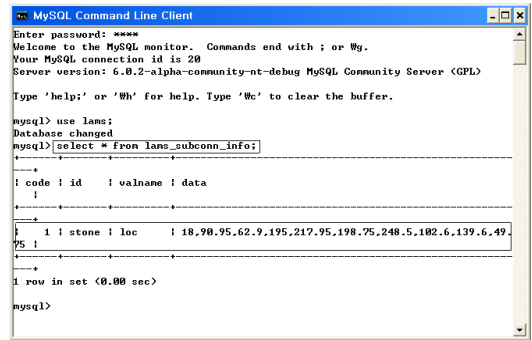 MySQL Command Line Client
Enter password: ****
Welcome to the MySQL monitor.  Commands end with ; or ₩g.
Your MySQL connection id is 20
Server version: 6.0.2-alpha-community-nt-debug MySQL Community Server (GPL)
Type 'help;' or '₩h' for help. Type '₩c' to clear the buffer.
mysql> use lams;
Database changed
mysql> select * from lams_subconn_info;
+------+-------+---------+------------------------------------------------------
---+
| code | id    | valname | data
   |
+------+-------+---------+------------------------------------------------------
---+
|    1 | stone | loc     | 18,90.95,62.9,195,217.95,198.75,248.5,102.6,139.6,49.
75 |
+------+-------+---------+------------------------------------------------------
---+
1 row in set (0.00 sec)
mysql>